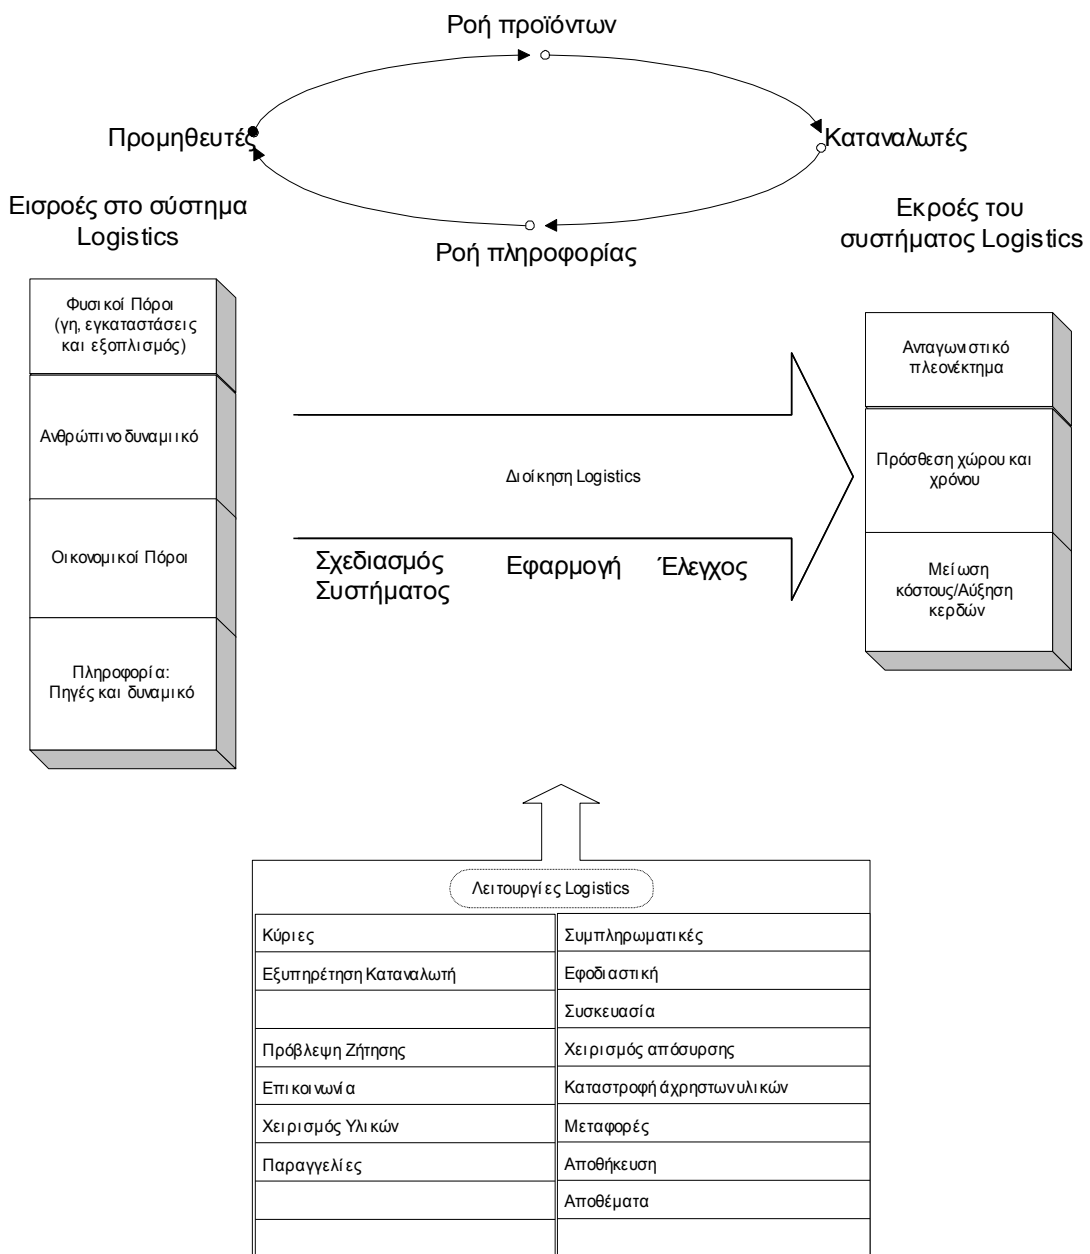 Ροή προϊόντων
Προμηθευτές
Καταναλωτές
Ροή πληροφορίας
Εισροές στο σύστημα
Logistics
Εκροές του
συστήματος Logistics
Φυσικοί Πόροι
(γη, εγκαταστάσεις
και εξοπλισμός)
Ανθρώπινο δυναμιικό
Οικονομικοί Πόροι
Πληροφορία:
Πηγές και δυναμικό
Διοίκηση Logistics
Σχεδιασμός
Συστήματος
Εφαρμογή
Έλεγχος
Ανταγωνιστικό
πλεονέκτημα
Πρόσθεση χώρου και
χρόνου
Μείωση
κόστους/Αύξηση
κερδών
Λειτουργίες Logistics
Κύριες
Συμπληρωματικές
Εξυπηρέτηση Καταναλωτή
Εφοδιαστική
Συσκευασία
Πρόβλεψη Ζήτησης
Χειρισμός απόσυρσης
Επικοινωνία
Καταστροφή άχρηστων υλικών
Χειρισμός Υλικών
Μεταφορές
Παραγγελίες
Αποθήκευση
Αποθέματα